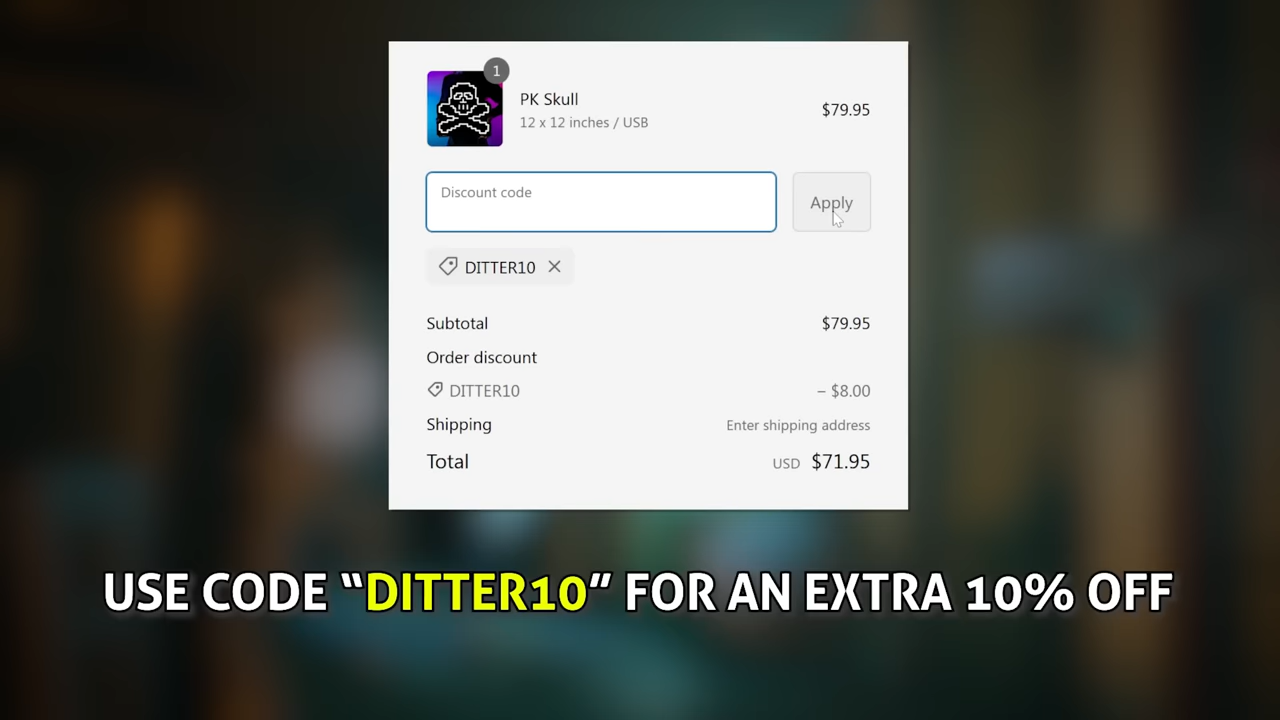 1
PK Skull
$79.95
12 x 12 inches / USB
Discount code
Apply
DITTER10
Subtotal $79.95
Order discount
DITTER10 – $8.00
Shipping Enter shipping address
Total USD $71.95
USE CODE “DITTER10” FOR AN EXTRA 10% OFF